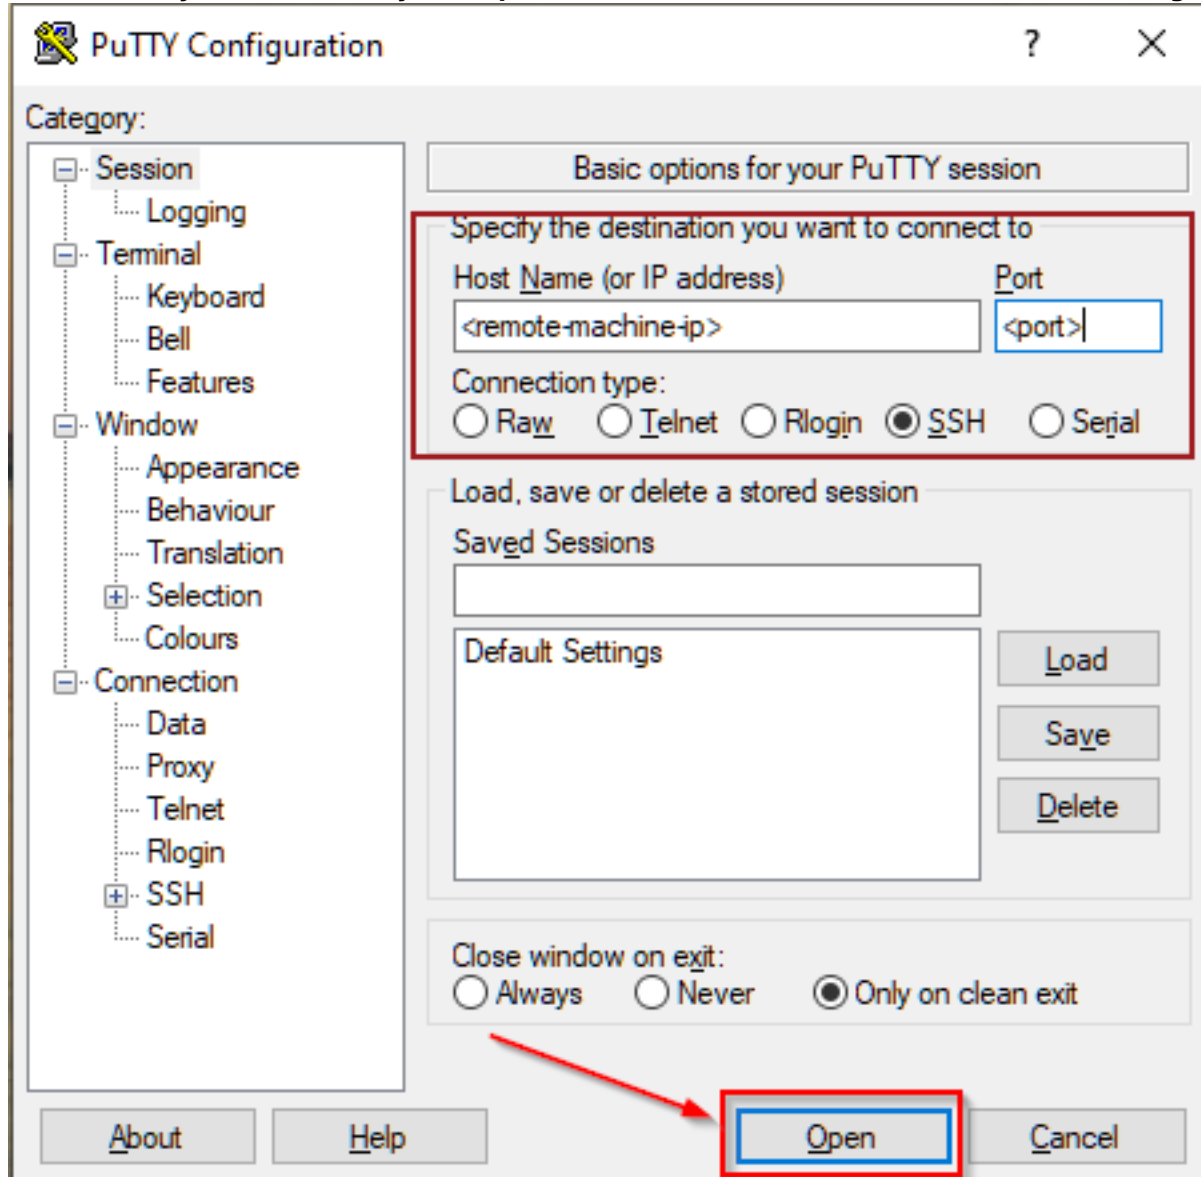 PuTTY Configuration
?
Category:
Session
Logging
Terminal
Keyboard
Bell
Features
Window
Appearance
Behaviour
Translation
Selection
Colours
Connection
Data
Proxy
Telnet
Rlogin
SSH
Serial
Basic options for your PuTTY session
Specify the destination you want to connect to
Host Name (or IP address) Port
<remote-machine-ip> <port>
Connection type:
Raw Telnet Rlogin SSH Serial
Load, save or delete a stored session
Saved Sessions
Default Settings
Load
Save
Delete
Close window on exit:
Always Never Only on clean exit
About Help Open Cancel